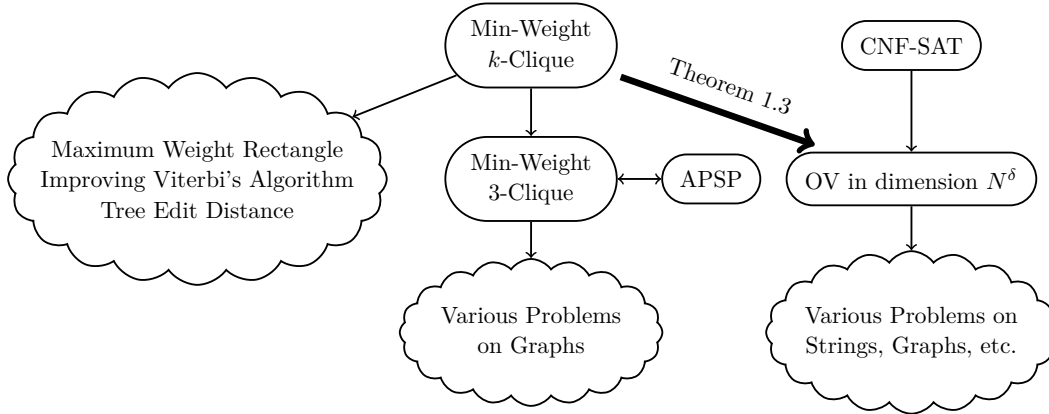 Min-Weight
k-Clique
CNF-SAT
Theorem 1.3
Maximum Weight Rectangle
Improving Viterbi's Algorithm
Tree Edit Distance
Min-Weight
3-Clique
APSP
OV in dimension N^δ
Various Problems
on Graphs
Various Problems on
Strings, Graphs, etc.